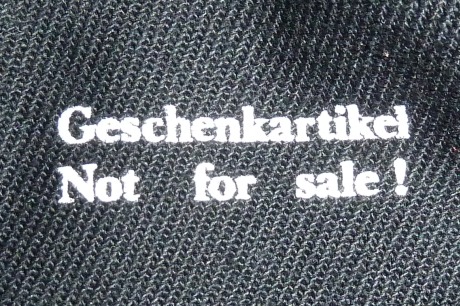 Geschenkartikel
Not for sale !